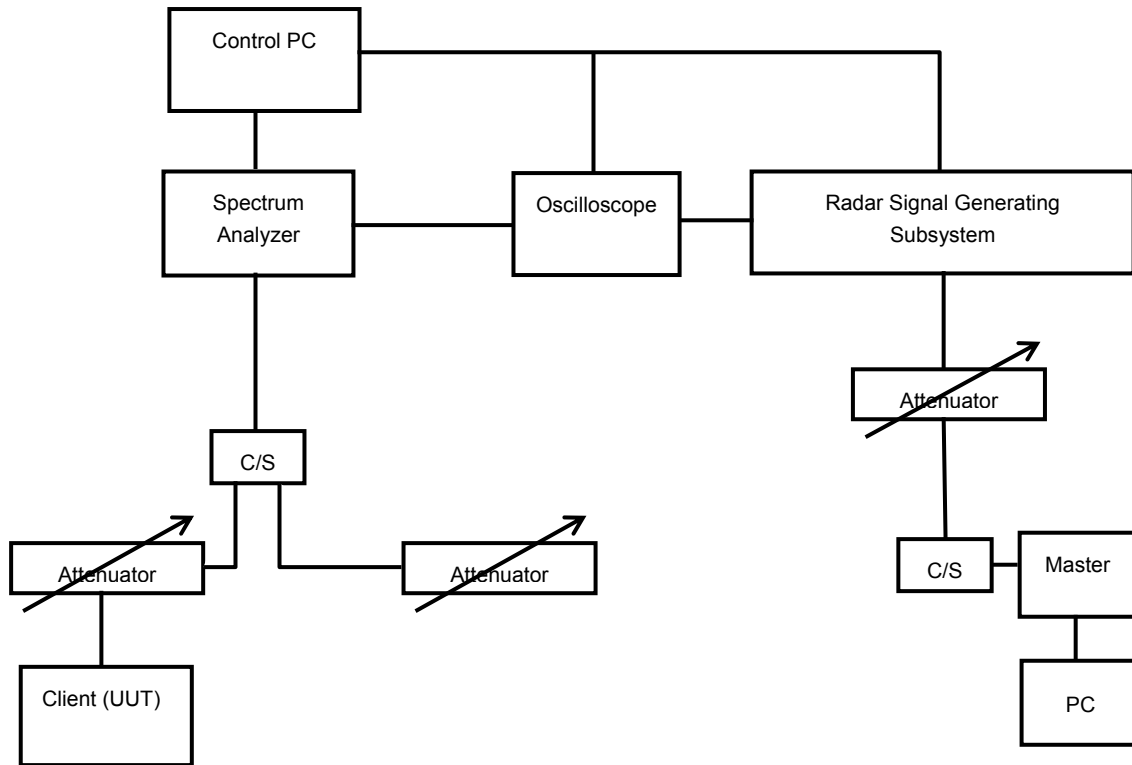 Control PC
Spectrum
Analyzer
Oscilloscope
Radar Signal Generating
Subsystem
Attenuator
C/S
Attenuator
Attenuator
C/S
Master
Client (UUT)
PC